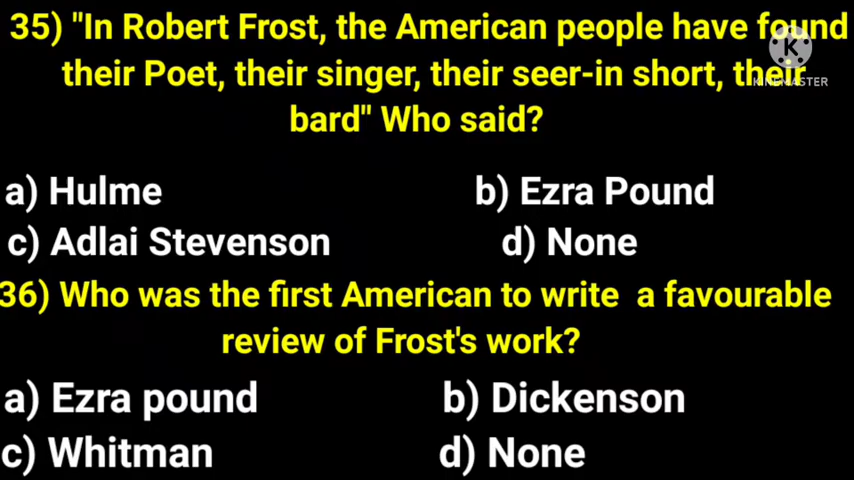 35) "In Robert Frost, the American people have found
their Poet, their singer, their seer-in short, their
bard" Who said?
K
KINEMASTER
a) Hulme b) Ezra Pound
c) Adlai Stevenson d) None
36) Who was the first American to write a favourable
review of Frost's work?
a) Ezra pound b) Dickenson
c) Whitman d) None